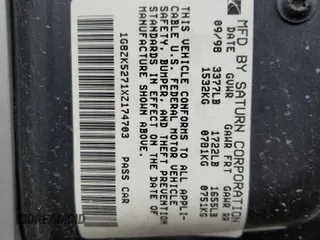 MFD BY SATURN CORPORATION
DATE GVWR GAWR FRT GAWR RR
09/98 3377LB 1722LB 1655LB
1532KG 0781KG 0751KG
THIS VEHICLE CONFORMS TO ALL APPLI-
CABLE U.S. FEDERAL MOTOR VEHICLE
SAFETY, BUMPER, AND THEFT PREVENTION
STANDARDS IN EFFECT ON THE DATE OF
MANUFACTURE SHOWN ABOVE.
1G8ZK5271XZ174703 PASS CAR